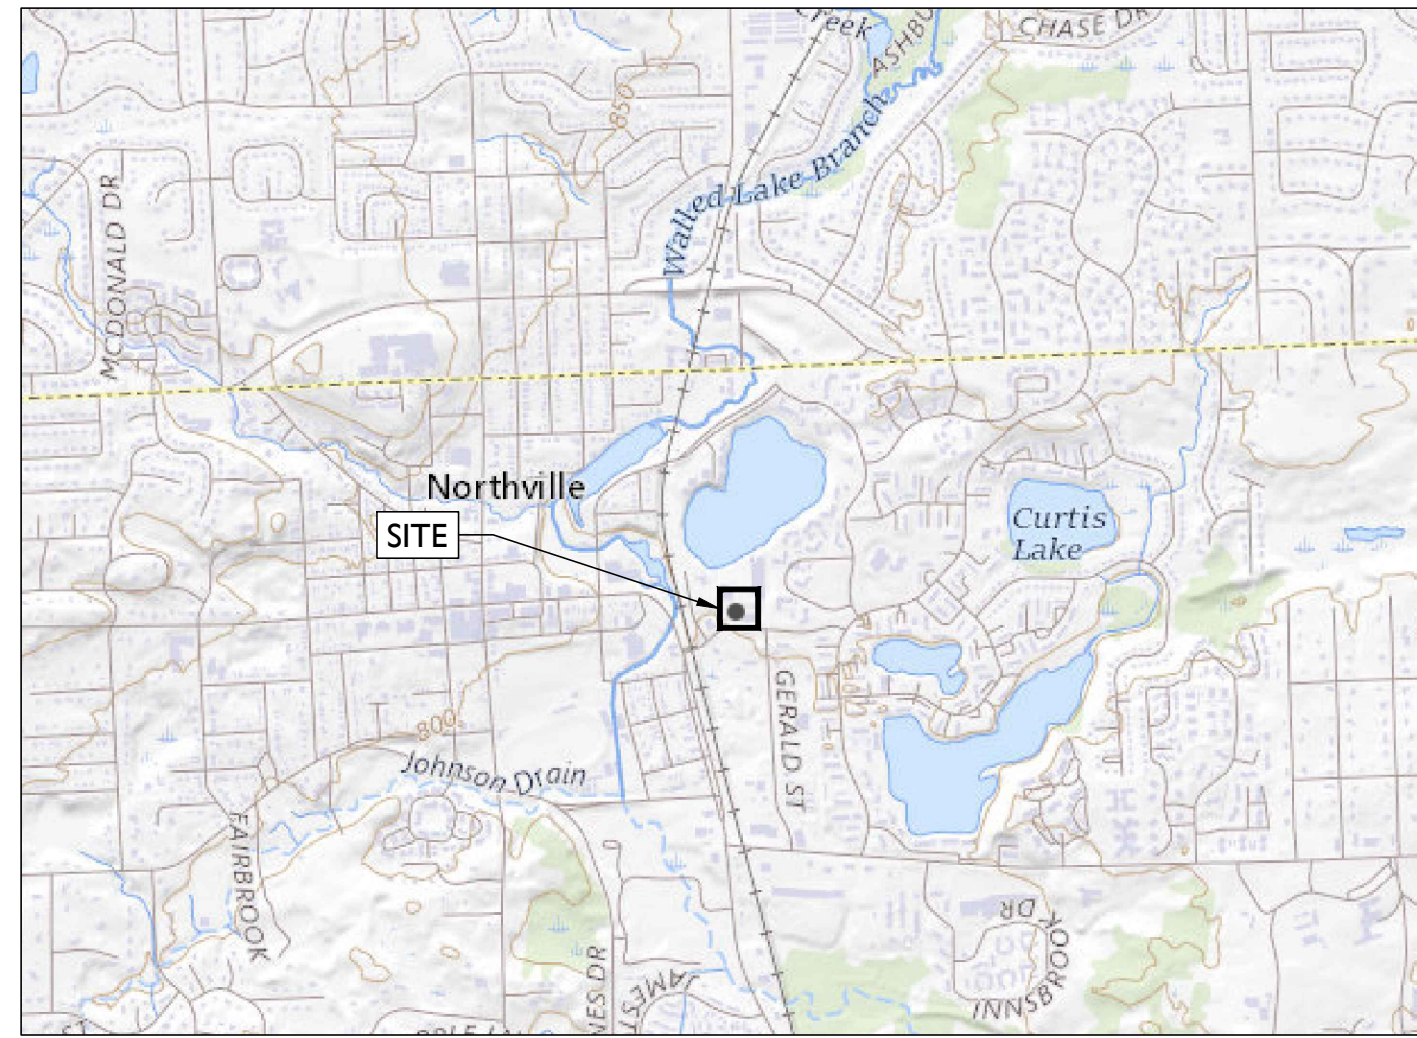 Creek
ASHBU
CHASE DR
850
Walled Lake Branch
MCDONALD DR
Northville
SITE
Curtis
Lake
GERALD ST
800
Johnson Drain
FAIRBROOK
INNSBROOK
DR
NES DR
JAMES
ST